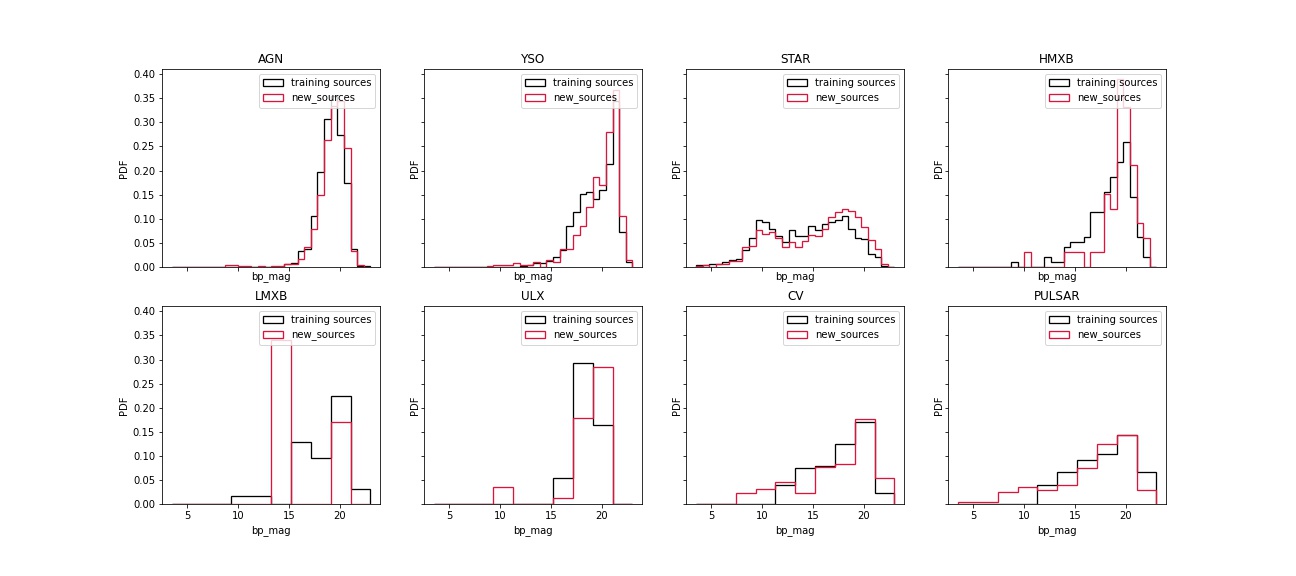 AGN
YSO
STAR
HMXB
training sources
new_sources
training sources
new_sources
training sources
new_sources
training sources
new_sources
0.40
0.35
0.30
0.25
0.20
0.15
0.10
0.05
0.00
PDF
PDF
PDF
PDF
bp_mag
bp_mag
bp_mag
bp_mag
LMXB
ULX
CV
PULSAR
training sources
new_sources
training sources
new_sources
training sources
new_sources
training sources
new_sources
0.40
0.35
0.30
0.25
0.20
0.15
0.10
0.05
0.00
PDF
PDF
PDF
PDF
5 10 15 20
5 10 15 20
5 10 15 20
5 10 15 20
bp_mag
bp_mag
bp_mag
bp_mag